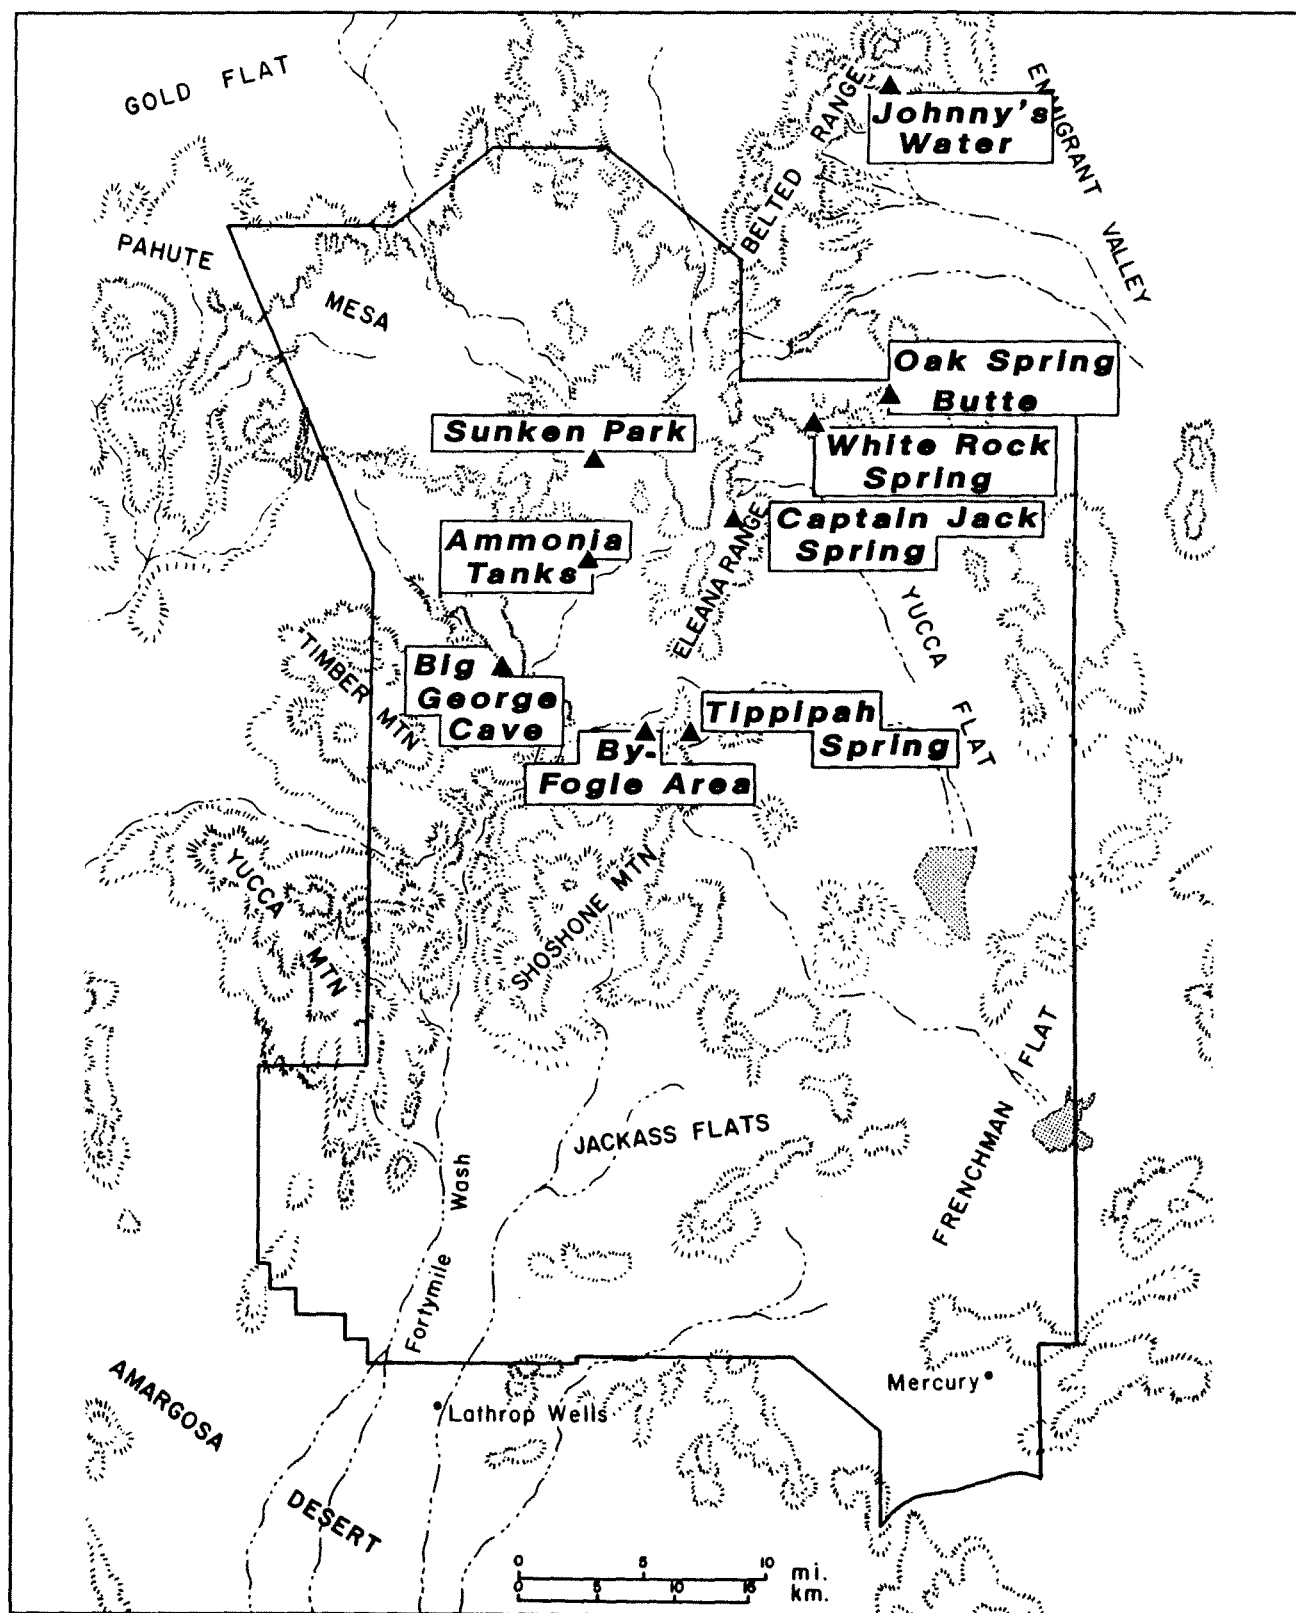 GOLD FLAT
BELTED RANGE
EMMIGRANT VALLEY
Johnny's
Water
PAHUTE
MESA
Oak Spring
Butte
Sunken Park
White Rock
Spring
Captain Jack
Spring
Ammonia
Tanks
ELEANA RANGE
YUCCA FLAT
TIMBER MTN
Big
George
Cave
Tippipah
Spring
By-
Fogle Area
YUCCA MTN
SHOSHONE MTN
JACKASS FLATS
FRENCHMAN FLAT
Fortymile Wash
AMARGOSA
DESERT
Lathrop Wells
Mercury
0 5 10 mi.
0 5 10 15 km.